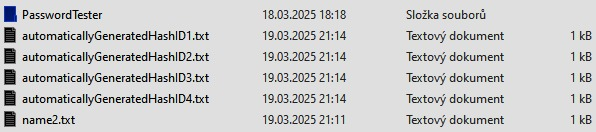 PasswordTester 18.03.2025 18:18 Složka souborů
automaticallyGeneratedHashID1.txt 19.03.2025 21:14 Textový dokument 1 kB
automaticallyGeneratedHashID2.txt 19.03.2025 21:14 Textový dokument 1 kB
automaticallyGeneratedHashID3.txt 19.03.2025 21:14 Textový dokument 1 kB
automaticallyGeneratedHashID4.txt 19.03.2025 21:14 Textový dokument 1 kB
name2.txt 19.03.2025 21:11 Textový dokument 1 kB